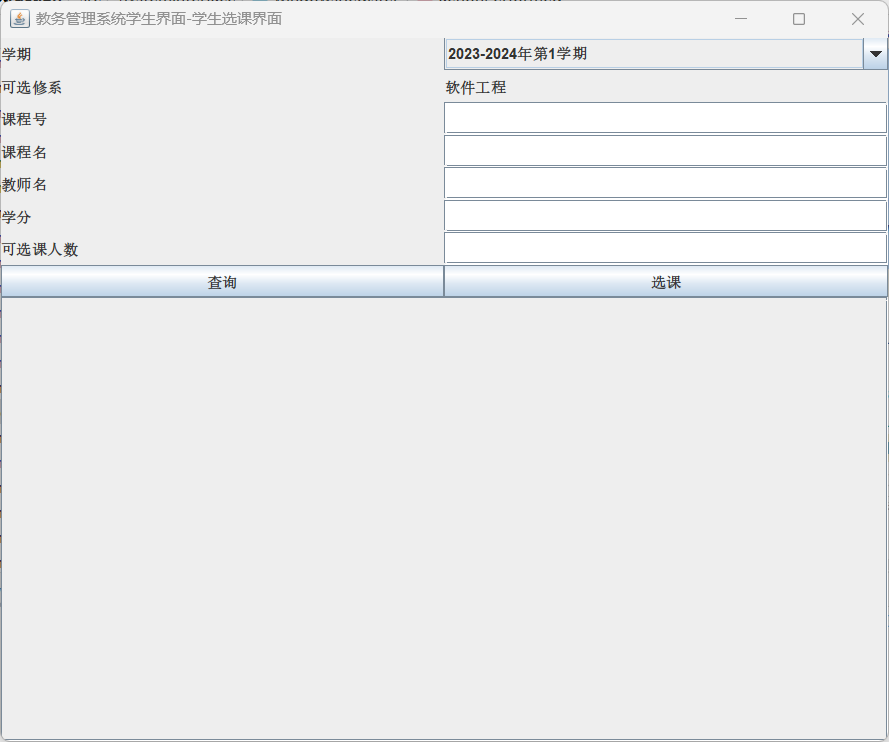 教务管理系统学生界面-学生选课界面
学期 2023-2024年第1学期
可选修系 软件工程
课程号
课程名
教师名
学分
可选课人数
查询 选课